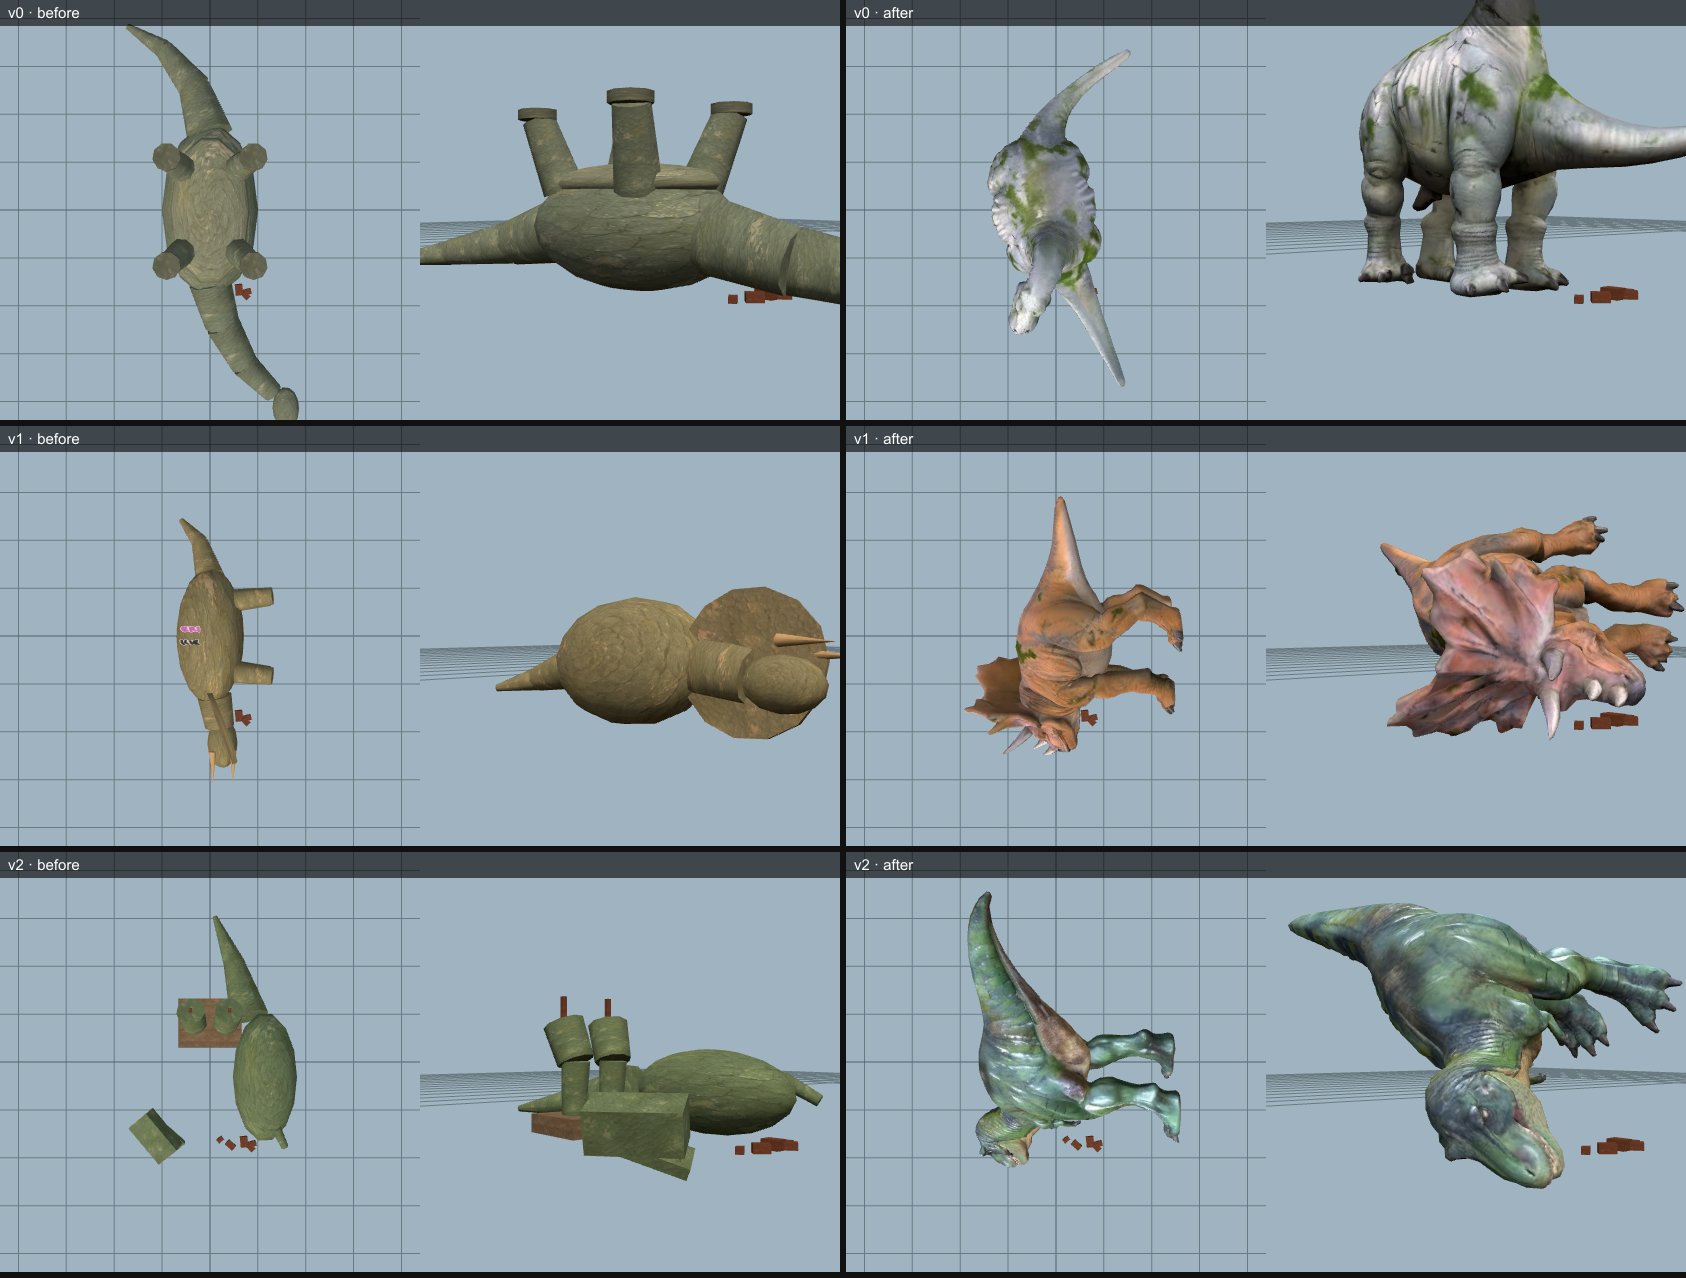 v0 · before
v0 · after
v1 · before
v1 · after
v2 · before
v2 · after